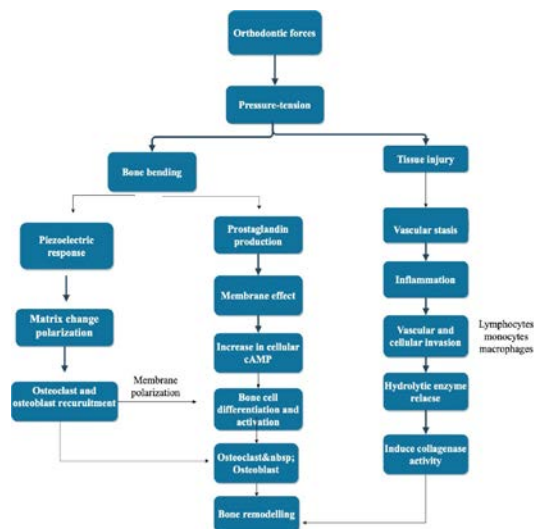 Orthodontic forces
Pressure-tension
Bone bending
Tissue injury
Piezoelectric
response
Prostaglandin
production
Vascular stasis
Matrix change
polarization
Membrane effect
Inflammation
Increase in cellular
cAMP
Vascular and
cellular invasion
Lymphocytes
monocytes
macrophages
Osteoclast and
osteoblast recuruitment
Membrane
polarization
Bone cell
differentiation and
activation
Hydrolytic enzyme
relaese
Osteoclast&nbsp;
Osteoblast
Induce collagenase
activity
Bone remodelling